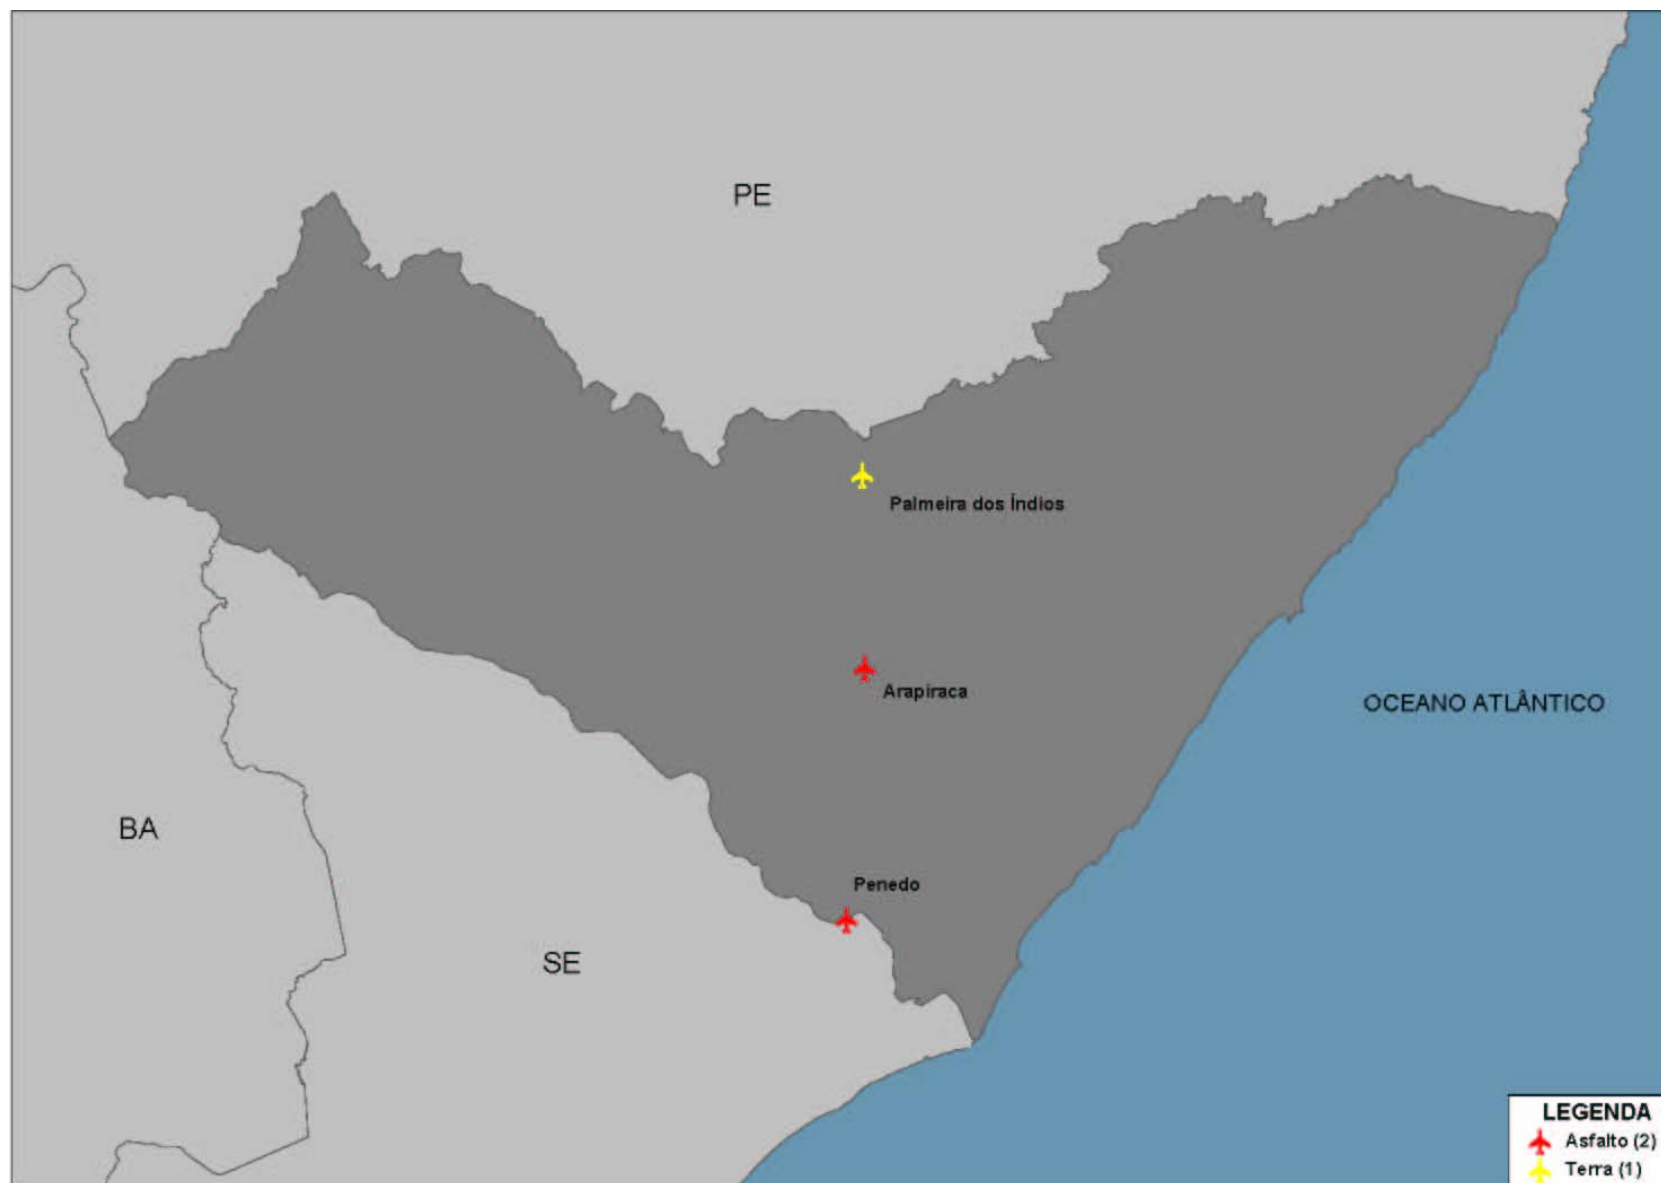 PE
Palmeira dos Índios
Arapiraca
OCEANO ATLÂNTICO
BA
Penedo
SE
LEGENDA
Asfalto (2)
Terra (1)